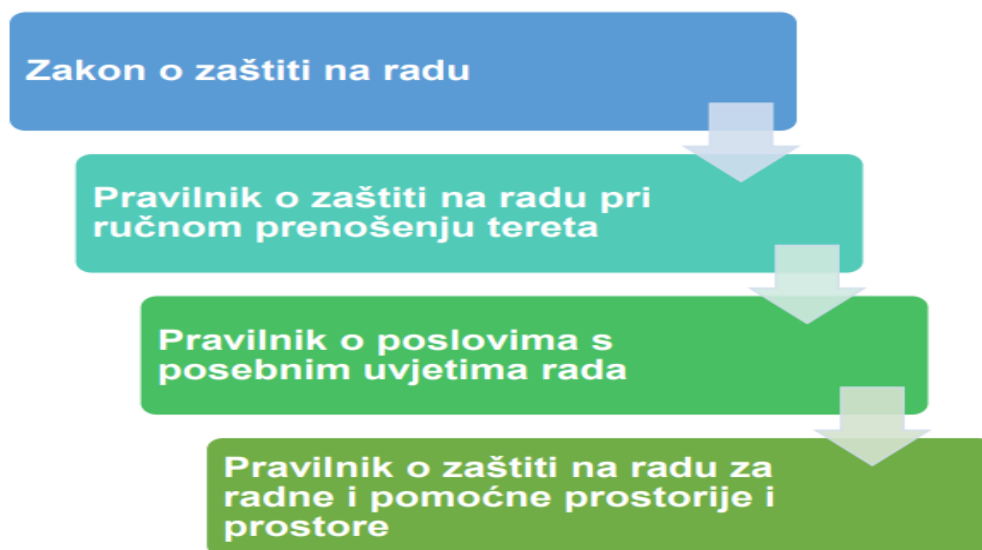 Zakon o zaštiti na radu
Pravilnik o zaštiti na radu pri
ručnom prenošenju tereta
Pravilnik o poslovima s
posebnim uvjetima rada
Pravilnik o zaštiti na radu za
radne i pomoćne prostorije i
prostore